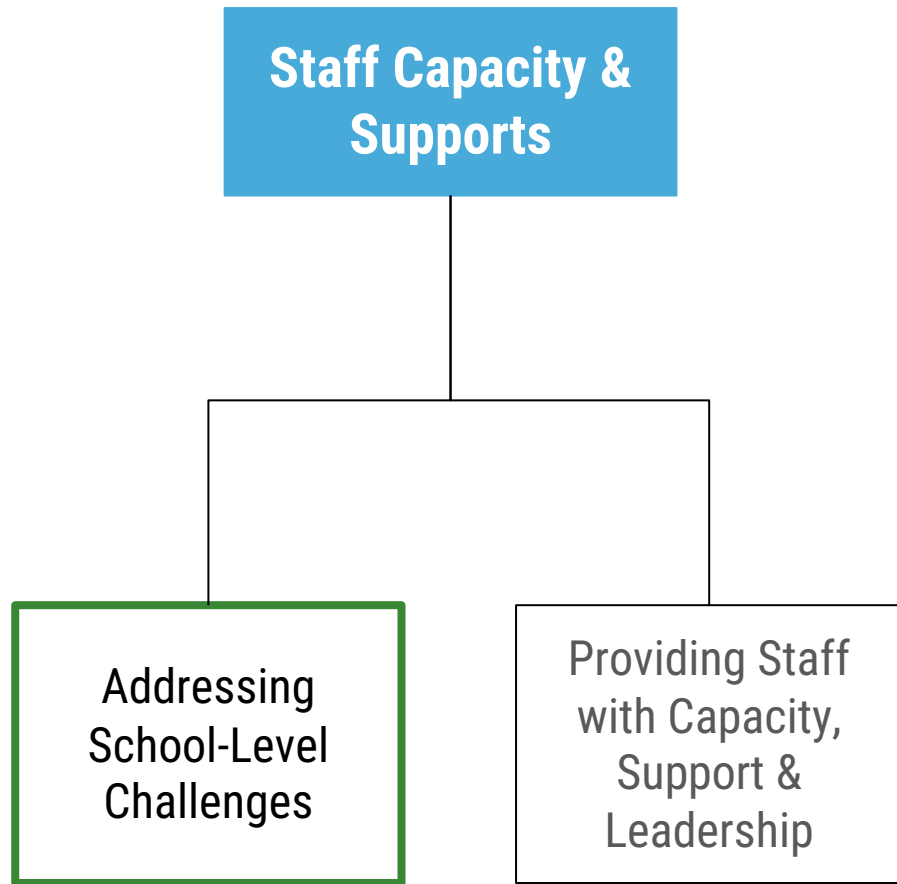 Staff Capacity &
Supports
Addressing
School-Level
Challenges
Providing Staff
with Capacity,
Support &
Leadership